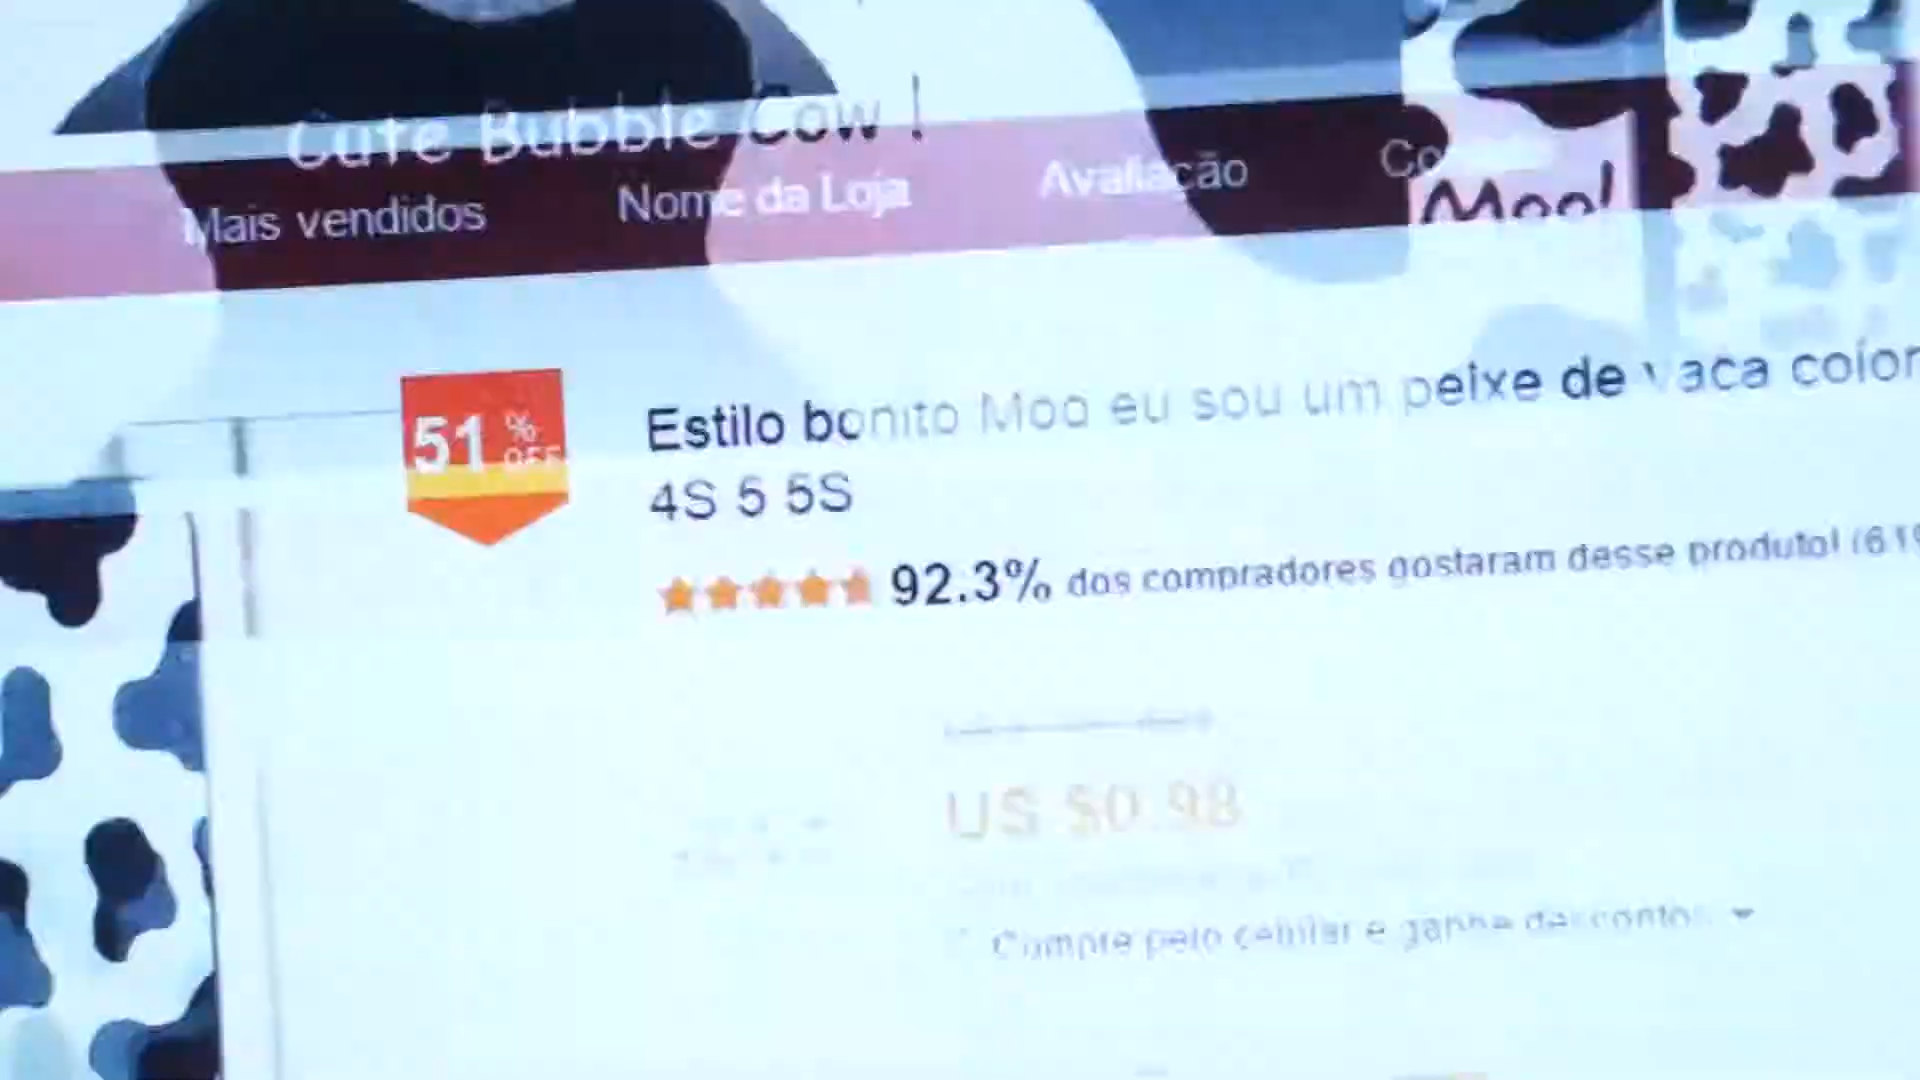 Cute Bubble Cow !
Mais vendidos Nome da Loja Avaliação
Moo!
51 % OFF
Estilo bonito Moo eu sou um peixe de vaca
4S 5 5S
92.3% dos compradores gostaram desse produto!
US $0.98
Compre pelo celular e ganhe descontos